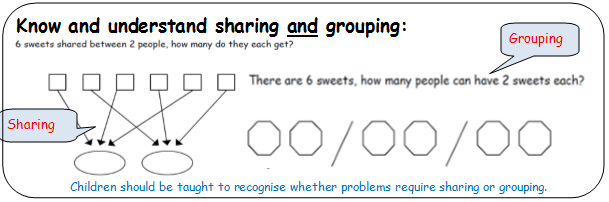 Know and understand sharing and grouping:
6 sweets shared between 2 people, how many do they each get?
Grouping
There are 6 sweets, how many people can have 2 sweets each?
Sharing
Children should be taught to recognise whether problems require sharing or grouping.